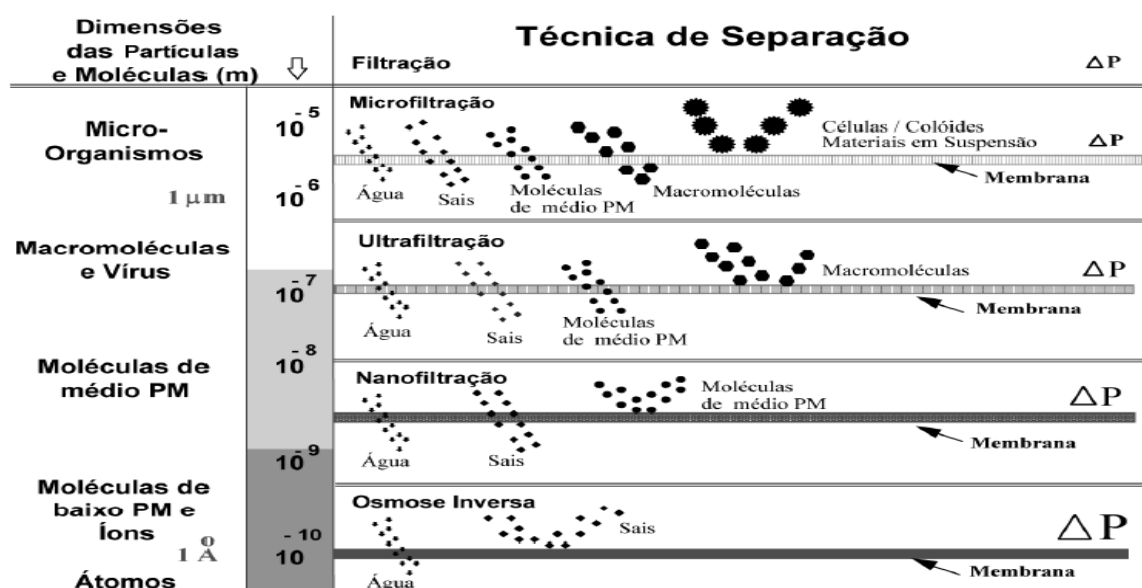 Dimensões
das Partículas
e Moléculas (m)
Técnica de Separação
Filtração
ΔP
Micro-
Organismos
1 μm
10 -5
10 -6
Microfiltração
Células / Colóides
Materiais em Suspensão
ΔP
Membrana
Água
Sais
Moléculas
de médio PM
Macromoléculas
Macromoléculas
e Vírus
10 -7
Ultrafiltração
Macromoléculas
ΔP
Membrana
Água
Sais
Moléculas
de médio PM
Moléculas de
médio PM
10 -8
10 -9
Nanofiltração
Moléculas
de médio PM
ΔP
Membrana
Água
Sais
Moléculas de
baixo PM e
Íons
1 Å
Átomos
10 -10
Osmose Inversa
Sais
ΔP
Membrana
Água